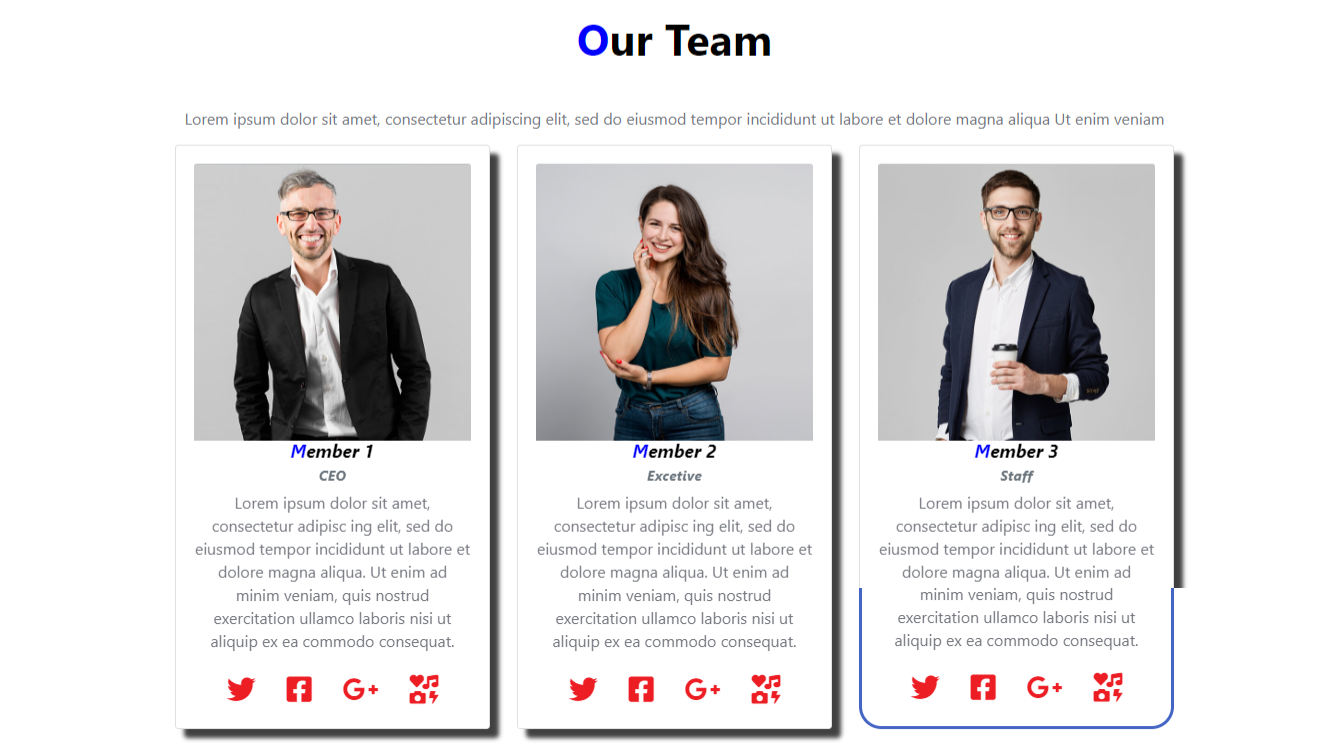 Our Team
Lorem ipsum dolor sit amet, consectetur adipiscing elit, sed do eiusmod tempor incididunt ut labore et dolore magna aliqua Ut enim veniam
Member 1
CEO
Lorem ipsum dolor sit amet,
consectetur adipisc ing elit, sed do
eiusmod tempor incididunt ut labore et
dolore magna aliqua. Ut enim ad
minim veniam, quis nostrud
exercitation ullamco laboris nisi ut
aliquip ex ea commodo consequat.
G+
Member 2
Excetive
Lorem ipsum dolor sit amet,
consectetur adipisc ing elit, sed do
eiusmod tempor incididunt ut labore et
dolore magna aliqua. Ut enim ad
minim veniam, quis nostrud
exercitation ullamco laboris nisi ut
aliquip ex ea commodo consequat.
G+
Member 3
Staff
Lorem ipsum dolor sit amet,
consectetur adipisc ing elit, sed do
eiusmod tempor incididunt ut labore et
dolore magna aliqua. Ut enim ad
minim veniam, quis nostrud
exercitation ullamco laboris nisi ut
aliquip ex ea commodo consequat.
G+